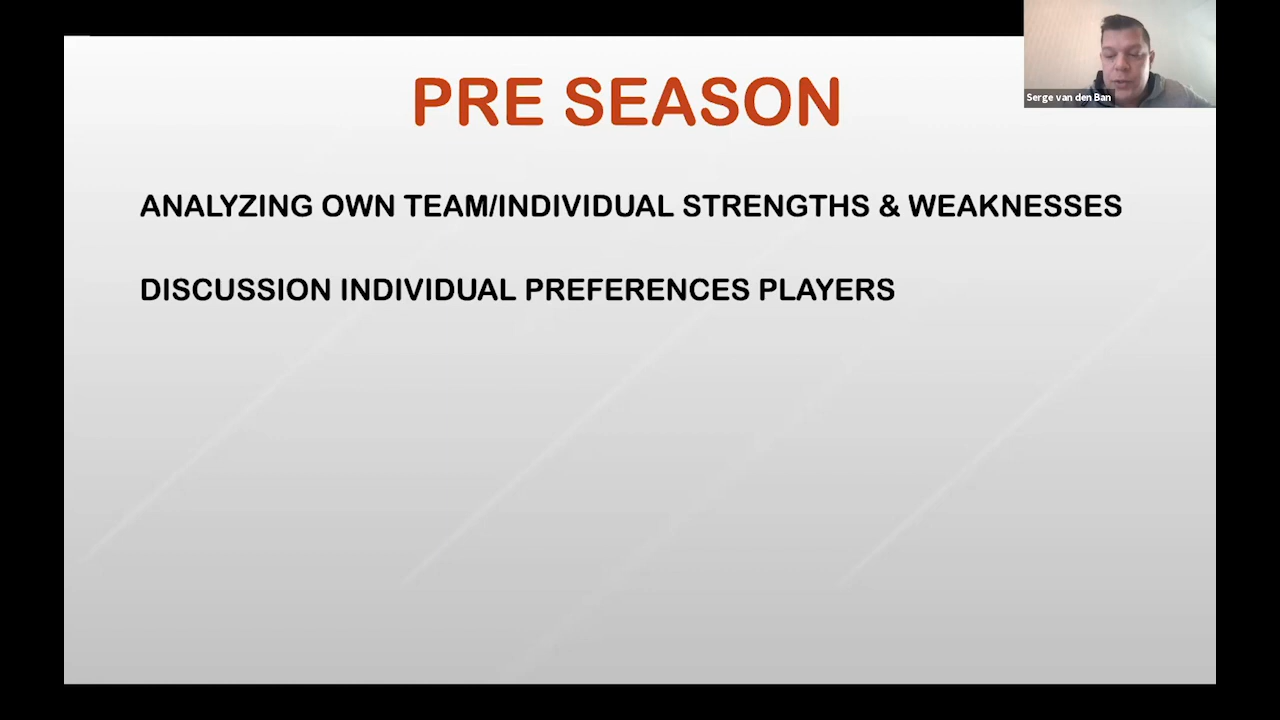 PRE SEASON
Serge van den Ban
ANALYZING OWN TEAM/INDIVIDUAL STRENGTHS & WEAKNESSES
DISCUSSION INDIVIDUAL PREFERENCES PLAYERS